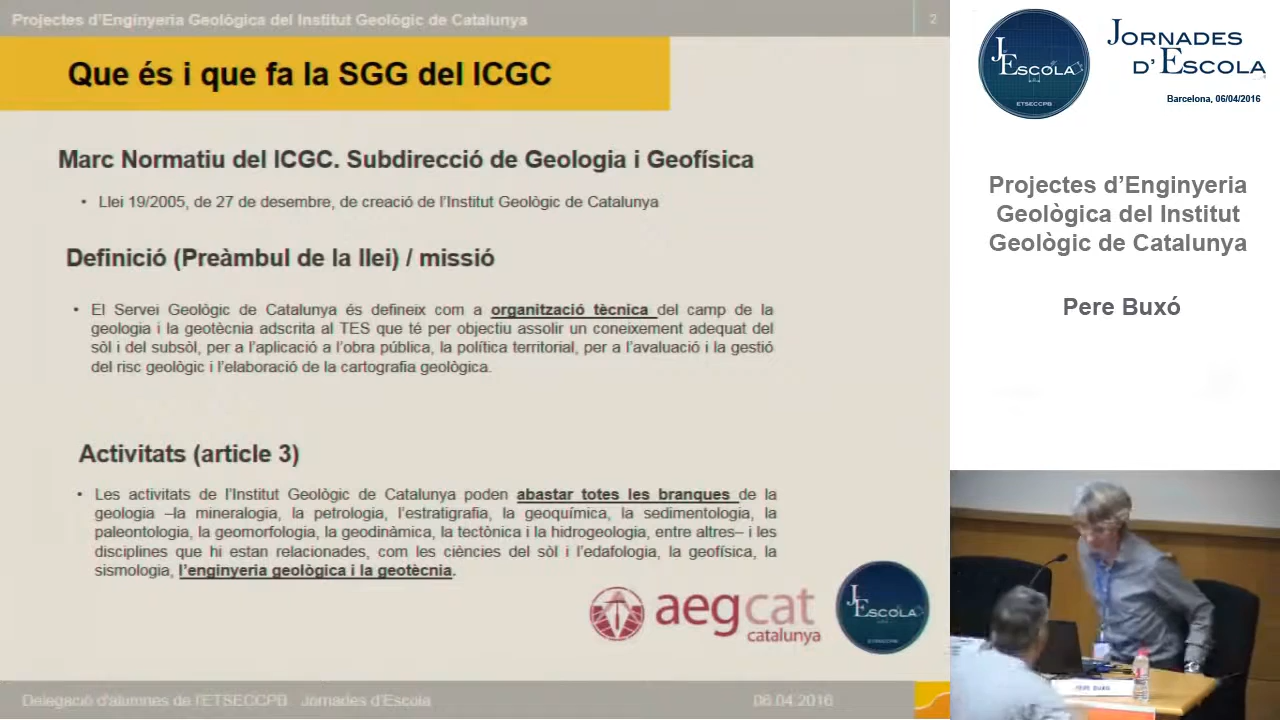 Projectes d'Enginyeria Geològica del Institut Geològic de Catalunya
2
Que és i que fa la SGG del ICGC
Marc Normatiu del ICGC. Subdirecció de Geologia i Geofísica
• Llei 19/2005, de 27 de desembre, de creació de l'Institut Geològic de Catalunya
Definició (Preàmbul de la llei) / missió
• El Servei Geològic de Catalunya és defineix com a organització tècnica del camp de la
geologia i la geotècnia adscrita al TES que té per objectiu assolir un coneixement adequat del
sòl i del subsòl, per a l'aplicació a l'obra pública, la política territorial, per a l'avaluació i la gestió
del risc geològic i l'elaboració de la cartografia geològica.
Activitats (article 3)
• Les activitats de l'Institut Geològic de Catalunya poden abastar totes les branques de la
geologia –la mineralogia, la petrologia, l'estratigrafia, la geoquímica, la sedimentologia, la
paleontologia, la geomorfologia, la geodinàmica, la tectònica i la hidrogeologia, entre altres– i les
disciplines que hi estan relacionades, com les ciències del sòl i l'edafologia, la geofísica, la
sismologia, l'enginyeria geològica i la geotècnia.
aegcat
catalunya
J
ESCOLA
ETSECCPB
Delegació d'alumnes de l'ETSECCPB Jornades d'Escola
06.04.2016
J
ESCOLA
ETSECCPB
JORNADES
D'ESCOLA
Barcelona, 06/04/2016
Projectes d'Enginyeria
Geològica del Institut
Geològic de Catalunya
Pere Buxó
PERE BUXÓ